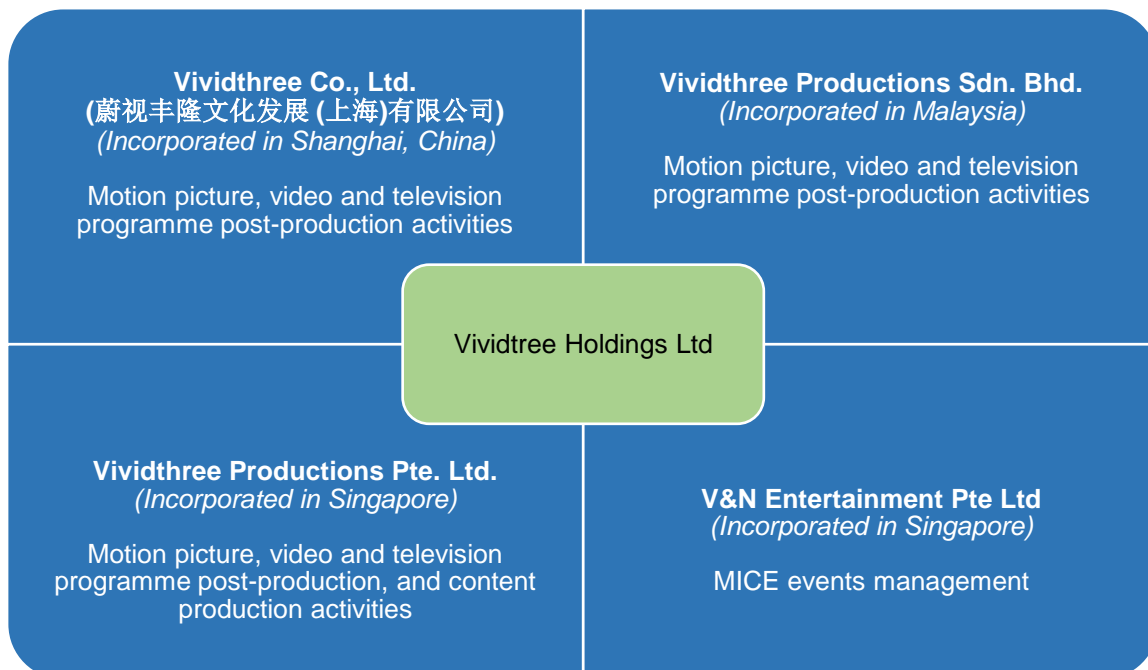 Vividthree Co., Ltd.
(蔚视丰隆文化发展 (上海)有限公司)
(Incorporated in Shanghai, China)
Motion picture, video and television
programme post-production activities
Vividthree Productions Sdn. Bhd.
(Incorporated in Malaysia)
Motion picture, video and television
programme post-production activities
Vividtree Holdings Ltd
Vividthree Productions Pte. Ltd.
(Incorporated in Singapore)
Motion picture, video and television
programme post-production, and content
production activities
V&N Entertainment Pte Ltd
(Incorporated in Singapore)
MICE events management